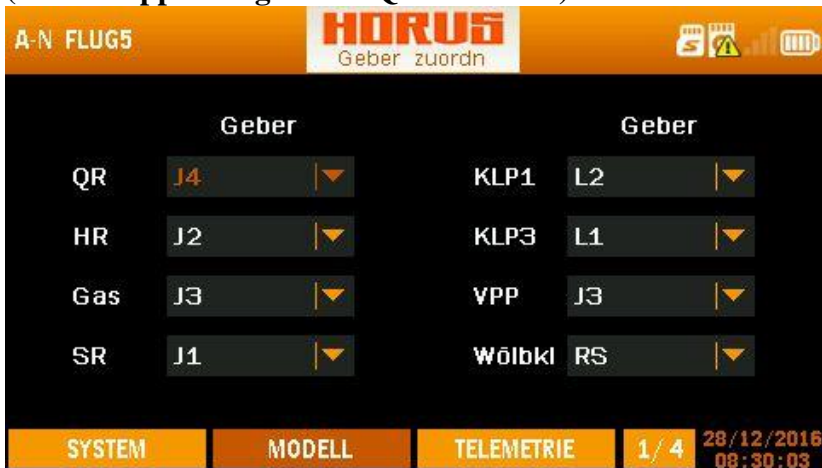 A-N FLUG5
HORUS
Geber zuordn
Geber Geber
QR J4 KLP1 L2
HR J2 KLP3 L1
Gas J3 VPP J3
SR J1 Wölbkl RS
SYSTEM MODELL TELEMETRIE 1/4 28/12/2016
08:30:03